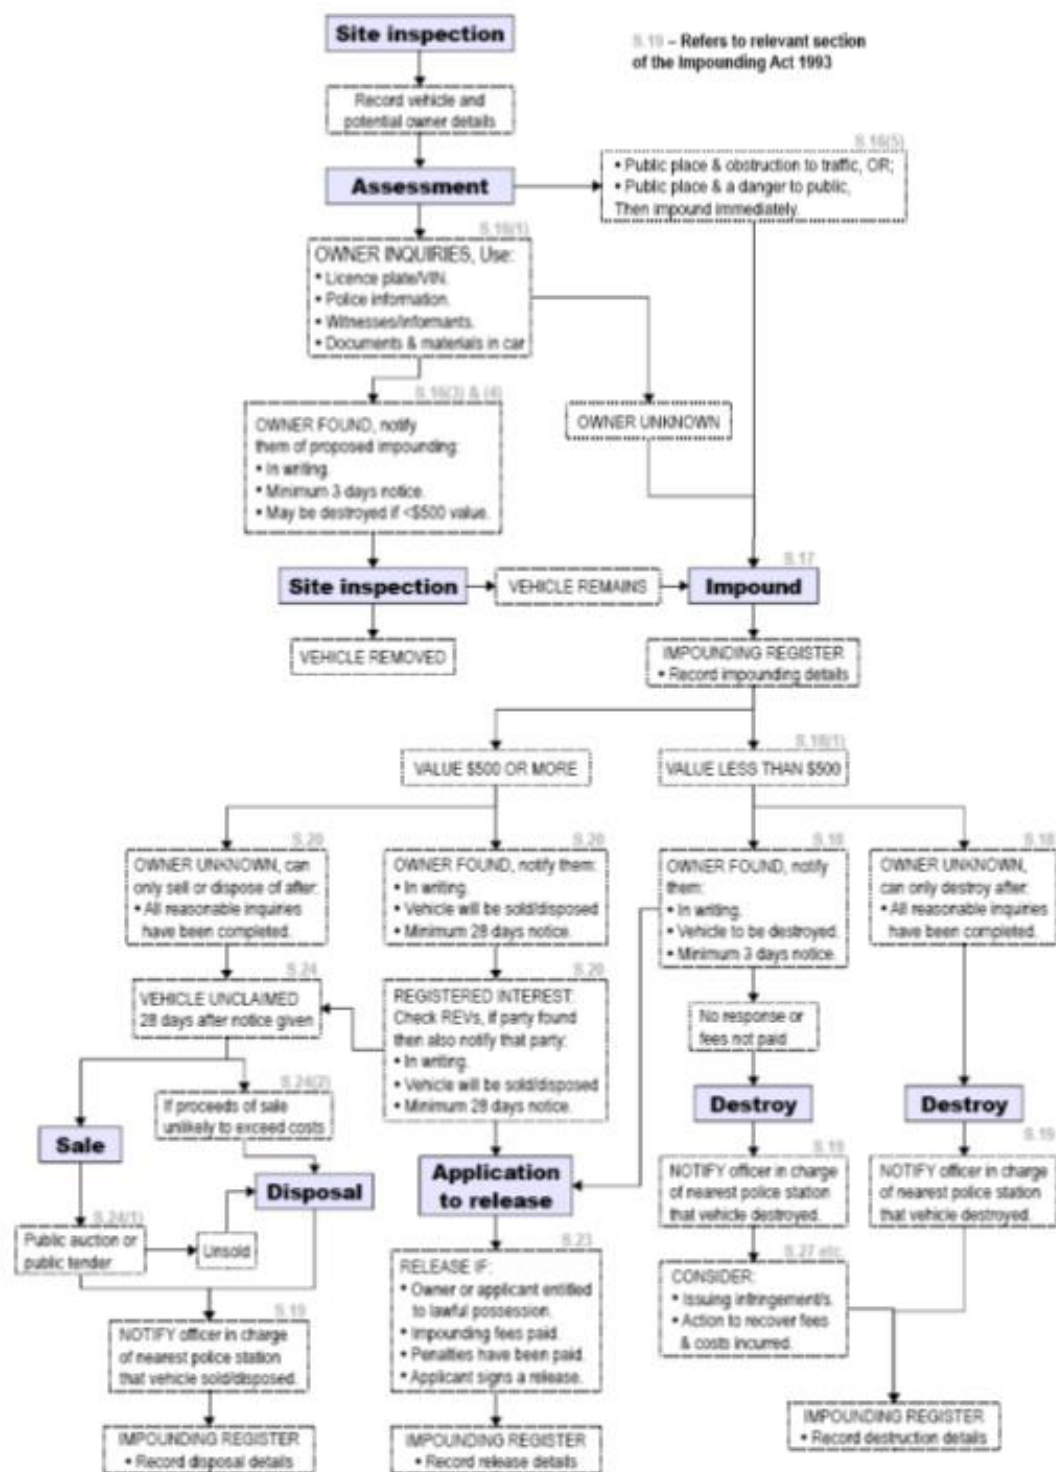 Site inspection
S.19 – Refers to relevant section
of the Impounding Act 1993
Record vehicle and
potential owner details
S.16(5)
Assessment
• Public place & obstruction to traffic, OR;
• Public place & a danger to public,
Then impound immediately.
S.16(1)
OWNER INQUIRIES, Use:
• Licence plate/VIN.
• Police information.
• Witnesses/informants.
• Documents & materials in car
S.16(3) & (4)
OWNER FOUND, notify
them of proposed impounding:
• In writing.
• Minimum 3 days notice.
• May be destroyed if <$500 value.
OWNER UNKNOWN
S.17
Site inspection
VEHICLE REMAINS
Impound
VEHICLE REMOVED
IMPOUNDING REGISTER
• Record impounding details
VALUE $500 OR MORE
S.18(1)
VALUE LESS THAN $500
S.20
OWNER UNKNOWN, can
only sell or dispose of after:
• All reasonable inquiries
have been completed.
S.20
OWNER FOUND, notify them:
• In writing.
• Vehicle will be sold/disposed
• Minimum 28 days notice
S.18
OWNER FOUND, notify
them:
• In writing.
• Vehicle to be destroyed.
• Minimum 3 days notice.
S.18
OWNER UNKNOWN,
can only destroy after:
• All reasonable inquiries
have been completed.
S.24
VEHICLE UNCLAIMED
28 days after notice given
S.20
REGISTERED INTEREST:
Check REVs, if party found
then also notify that party:
• In writing.
• Vehicle will be sold/disposed
• Minimum 28 days notice.
No response or
fees not paid
S.24(2)
If proceeds of sale
unlikely to exceed costs
Destroy
Destroy
Sale
Disposal
Application
to release
S.19
NOTIFY officer in charge
of nearest police station
that vehicle destroyed.
S.19
NOTIFY officer in charge
of nearest police station
that vehicle destroyed.
S.24(1)
Public auction or
public tender
Unsold
S.23
RELEASE IF:
• Owner or applicant entitled
to lawful possession.
• Impounding fees paid.
• Penalties have been paid.
• Applicant signs a release.
S.27 etc.
CONSIDER:
• Issuing infringement/s.
• Action to recover fees
& costs incurred.
S.19
NOTIFY officer in charge
of nearest police station
that vehicle sold/disposed.
IMPOUNDING REGISTER
• Record disposal details
IMPOUNDING REGISTER
• Record release details
IMPOUNDING REGISTER
• Record destruction details